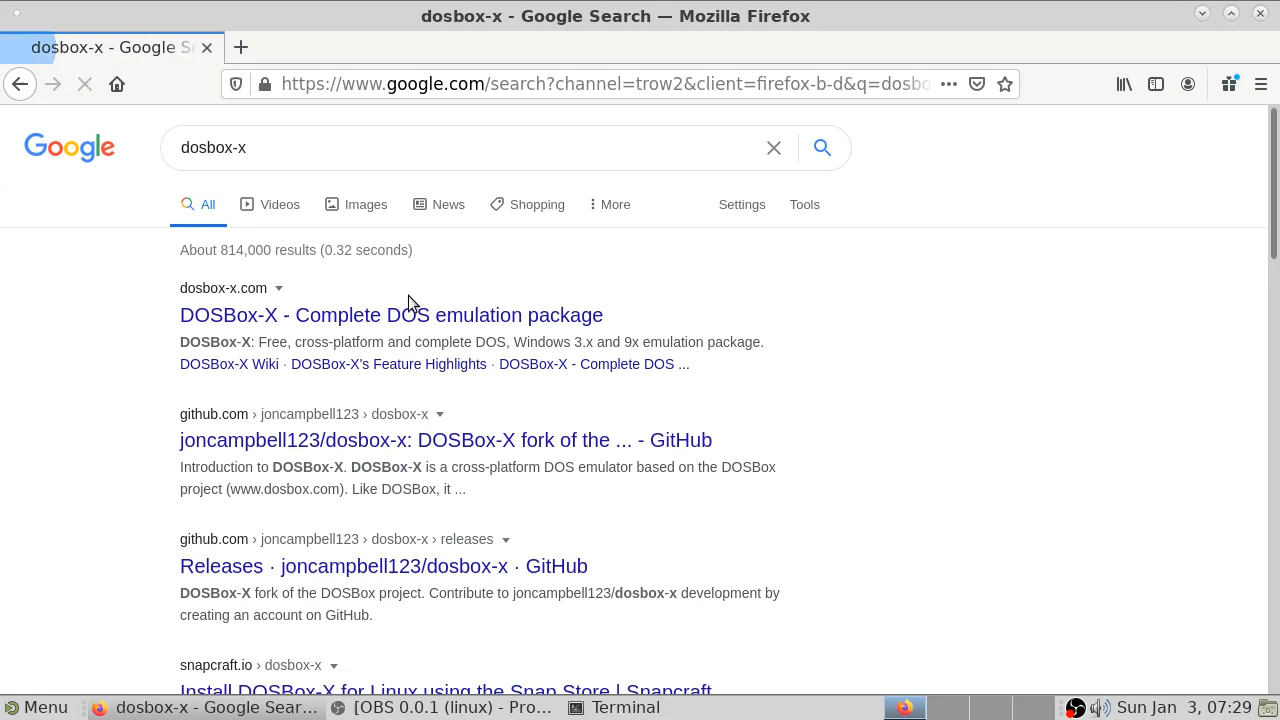 dosbox-x - Google Search — Mozilla Firefox
dosbox-x - Google S
https://www.google.com/search?channel=trow2&client=firefox-b-d&q=dosbo
Google
dosbox-x
All
Videos
Images
News
Shopping
More
Settings
Tools
About 814,000 results (0.32 seconds)
dosbox-x.com
DOSBox-X - Complete DOS emulation package
DOSBox-X: Free, cross-platform and complete DOS, Windows 3.x and 9x emulation package.
DOSBox-X Wiki · DOSBox-X's Feature Highlights · DOSBox-X - Complete DOS ...
github.com › joncampbell123 › dosbox-x
joncampbell123/dosbox-x: DOSBox-X fork of the ... - GitHub
Introduction to DOSBox-X. DOSBox-X is a cross-platform DOS emulator based on the DOSBox
project (www.dosbox.com). Like DOSBox, it ...
github.com › joncampbell123 › dosbox-x › releases
Releases · joncampbell123/dosbox-x · GitHub
DOSBox-X fork of the DOSBox project. Contribute to joncampbell123/dosbox-x development by
creating an account on GitHub.
snapcraft.io › dosbox-x
Install DOSBox-X for Linux using the Snap Store | Snapcraft
Menu
dosbox-x - Google Sear...
[OBS 0.0.1 (linux) - Pro...
Terminal
Sun Jan 3, 07:29